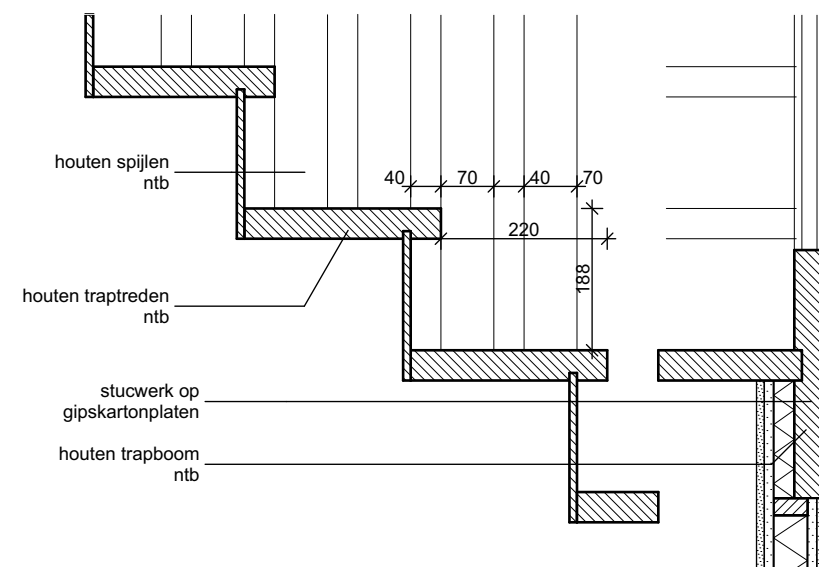 houten spijlen
ntb
40 70 40 70
220
188
houten traptreden
ntb
stucwerk op
gipskartonplaten
houten trapboom
ntb